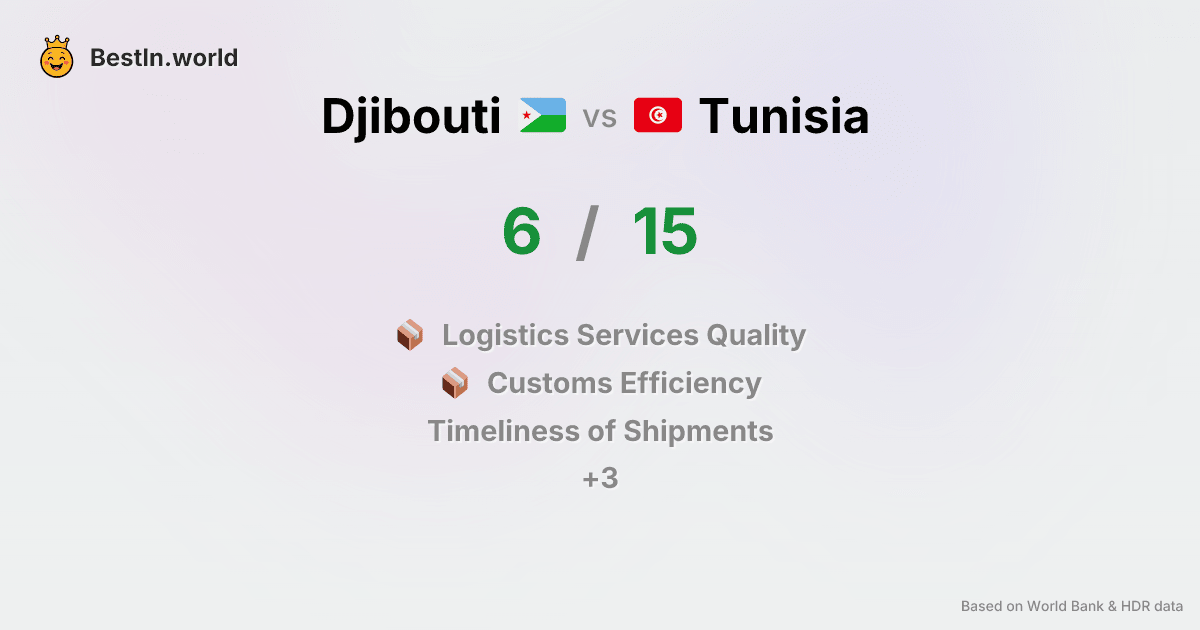 BestIn.world
Djibouti vs Tunisia
6 / 15
Logistics Services Quality
Customs Efficiency
Timeliness of Shipments
+3
Based on World Bank & HDR data